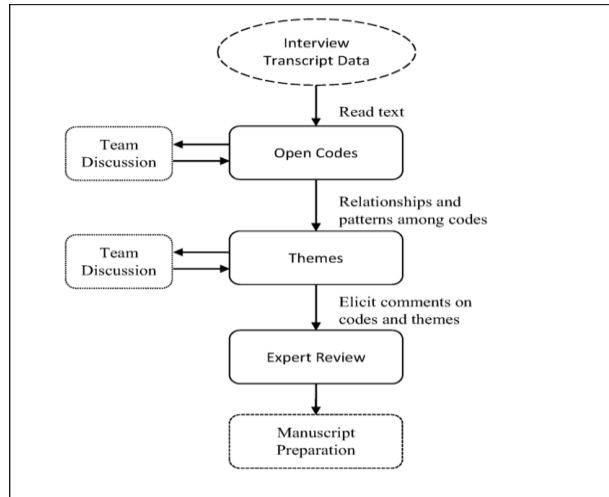 Interview
Transcript Data
Read text
Team
Discussion
Open Codes
Relationships and
patterns among codes
Team
Discussion
Themes
Elicit comments on
codes and themes
Expert Review
Manuscript
Preparation